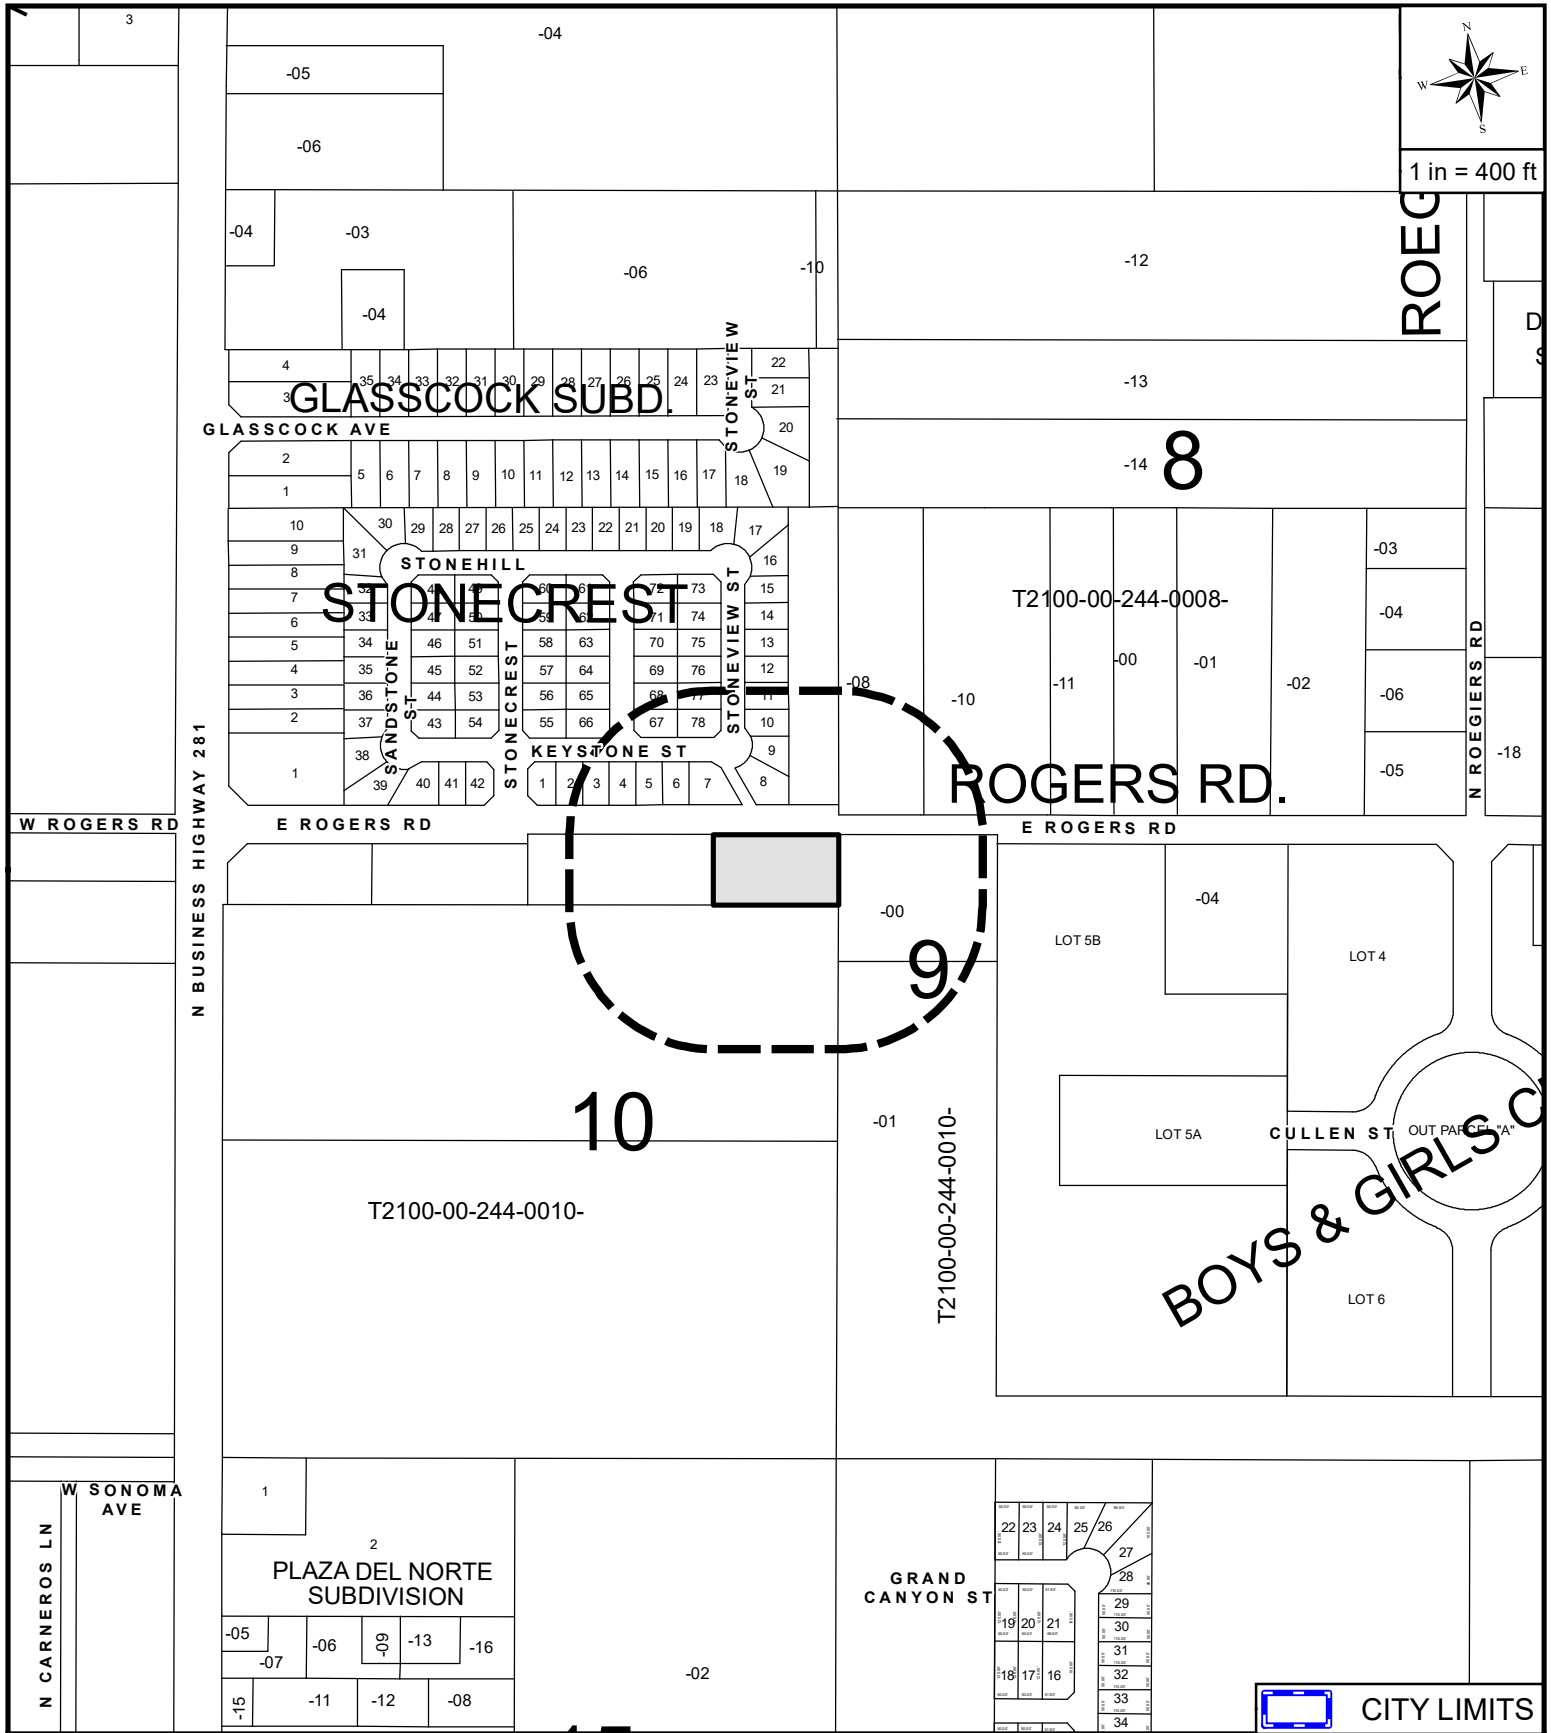 3
-04
-05
-06
N
W
E
S
1 in = 400 ft
-04
-03
-04
-06
-10
-12
ROEG
D
-13
-14
8
4
3
35 34 33 32 31 30 29 28 27 26 25 24 23
22
21
20
19
GLASSCOCK SUBD.
GLASSCOCK AVE
STONEVIEW
ST
2
1
5 6 7 8 9 10 11 12 13 14 15 16 17 18
10
9
8
7
6
5
4
3
2
1
30 29 28 27 26 25 24 23 22 21 20 19 18 17
31
16
STONEHILL
STONECREST
33
34
35
36
37
38
39
SANDSTONE
ST
47
46 51
45 52
44 53
43 54
40 41 42
STONECREST
60 61
59
58 63
57 64
56 65
55 66
72 73
71 74
70 75
69 76
68 77
67 78
STONEVIEW ST
15
14
13
12
11
10
9
8
KEYSTONE ST
1 2 3 4 5 6 7
T2100-00-244-0008-
-08
-10
-11
-00
-01
-02
-03
-04
-06
-05
-18
N ROEGIERS RD
ROGERS RD.
W ROGERS RD
E ROGERS RD
E ROGERS RD
N BUSINESS HIGHWAY 281
-00
9
LOT 5B
-04
LOT 4
10
-01
T2100-00-244-0010-
T2100-00-244-0010-
LOT 5A
CULLEN ST
OUT PARCEL "A"
BOYS & GIRLS C
LOT 6
W SONOMA
AVE
N CARNEROS LN
1
2
PLAZA DEL NORTE
SUBDIVISION
-05
-07
-06
-09
-13
-16
-15
-11
-12
-08
-02
GRAND
CANYON ST
22 23 24 25 26
27
28
29
30
31
32
33
34
19 20 21
18 17 16
CITY LIMITS